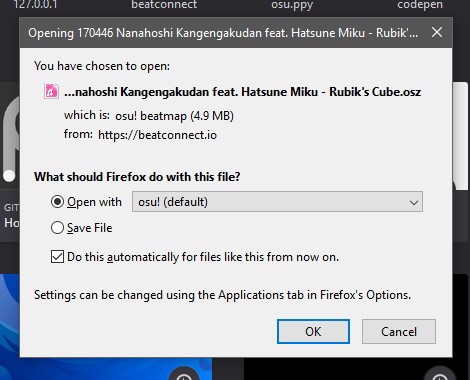 127.0.0.1 beatconnect osu.ppy codepen
Opening 170446 Nanahoshi Kangengakudan feat. Hatsune Miku - Rubik'...
You have chosen to open:
...nahoshi Kangengakudan feat. Hatsune Miku - Rubik's Cube.osz
which is: osu! beatmap (4.9 MB)
from: https://beatconnect.io
What should Firefox do with this file?
Open with osu! (default)
Save File
Do this automatically for files like this from now on.
Settings can be changed using the Applications tab in Firefox's Options.
OK Cancel
GIT
Ho